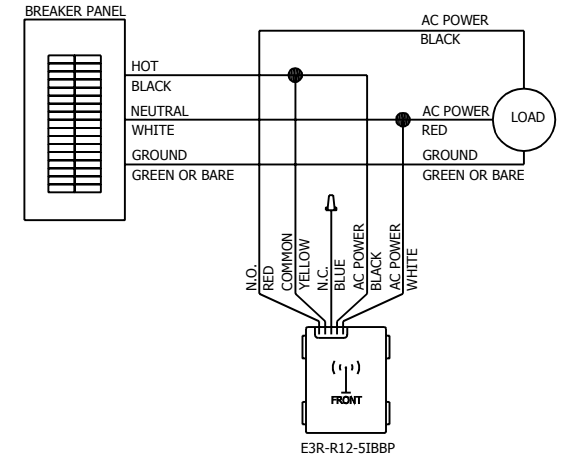 BREAKER PANEL
AC POWER
BLACK
HOT
BLACK
NEUTRAL
WHITE
AC POWER
RED
LOAD
GROUND
GREEN OR BARE
GROUND
GREEN OR BARE
N.O.
RED
COMMON
YELLOW
N.C.
BLUE
AC POWER
BLACK
AC POWER
WHITE
FRONT
E3R-R12-5IBBP